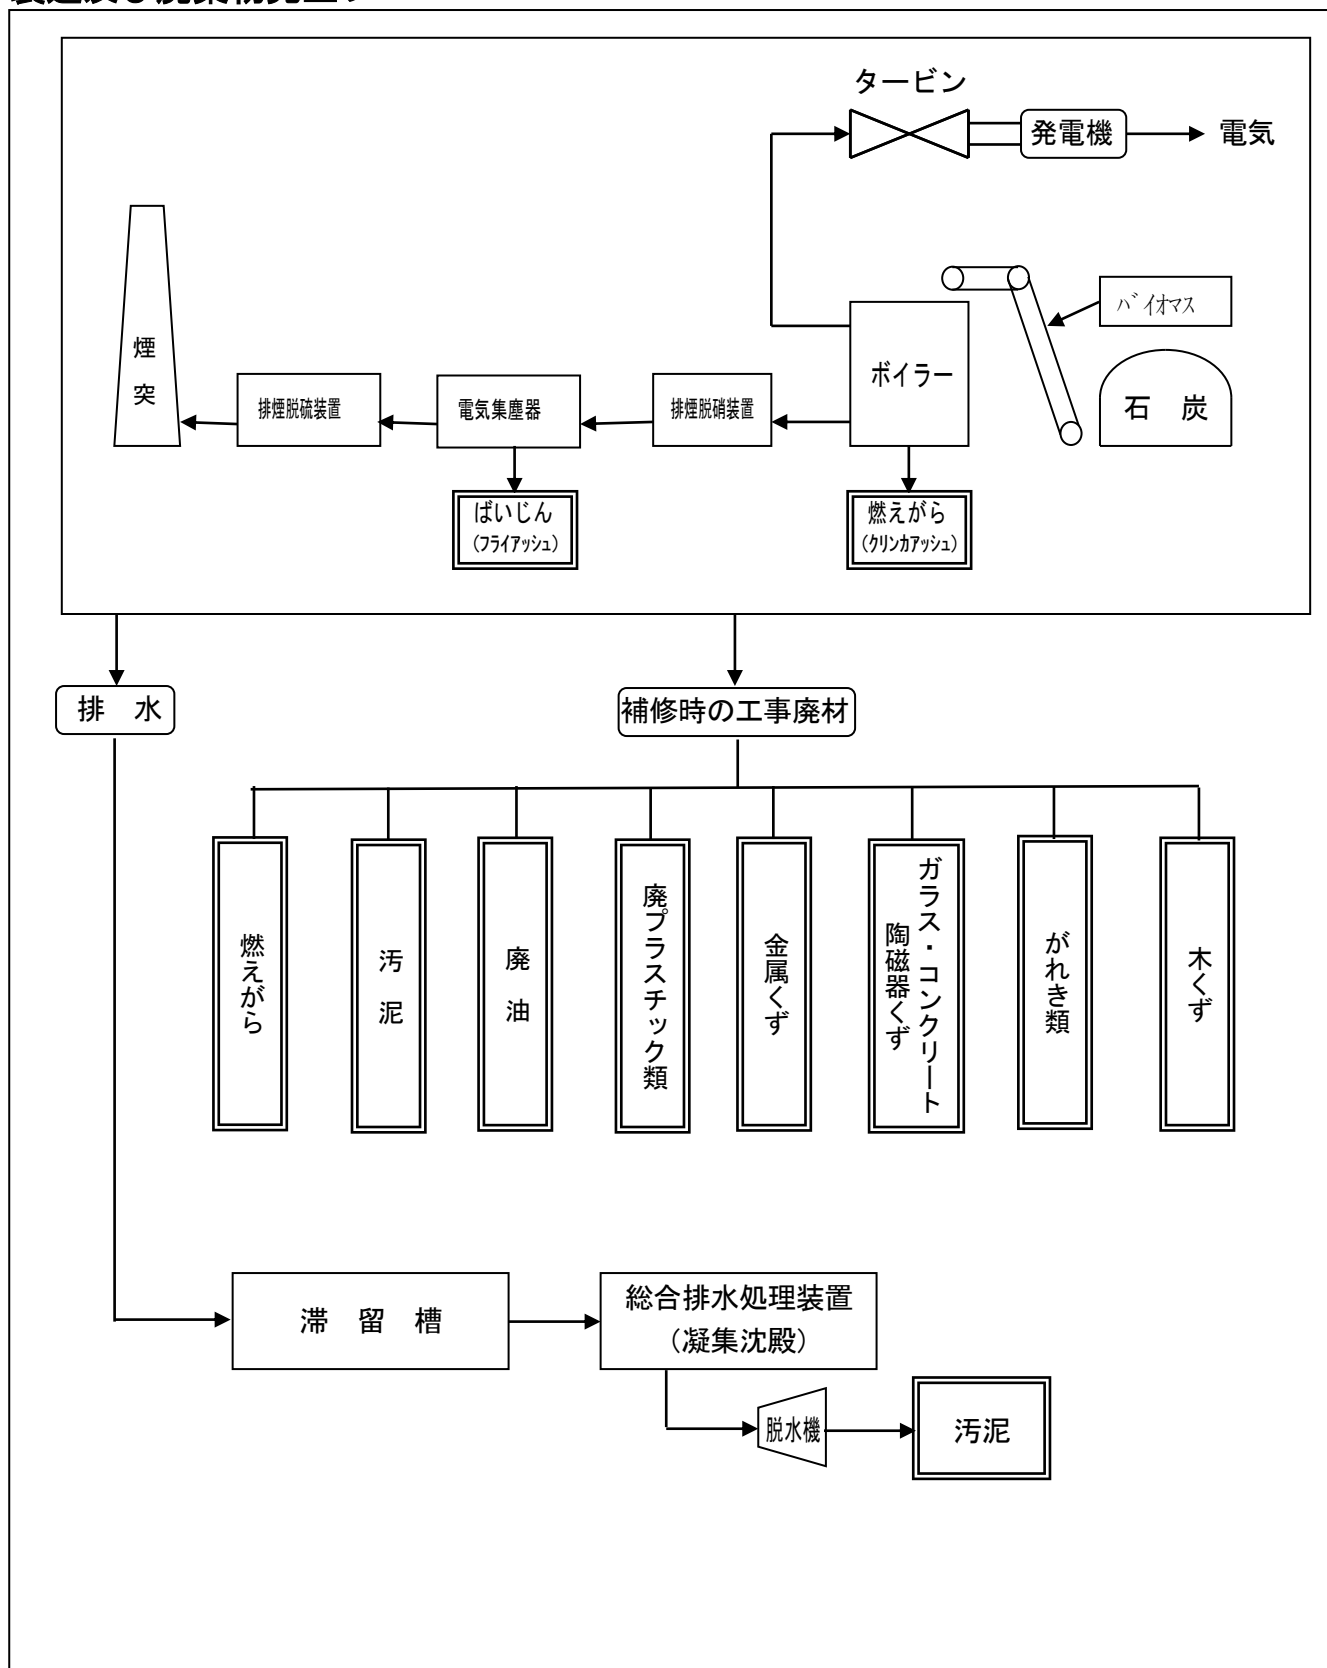 タービン
発電機
電気
バイオマス
ボイラー
石 炭
煙
突
排煙脱硫装置
電気集塵器
排煙脱硝装置
ばいじん
(フライアッシュ)
燃えがら
(クリンカアッシュ)
排 水
補修時の工事廃材
燃えがら
汚泥
廃油
廃プラスチック類
金属くず
ガラス・コンクリート
陶磁器くず
がれき類
木くず
滞 留 槽
総合排水処理装置
(凝集沈殿)
脱水機
汚泥